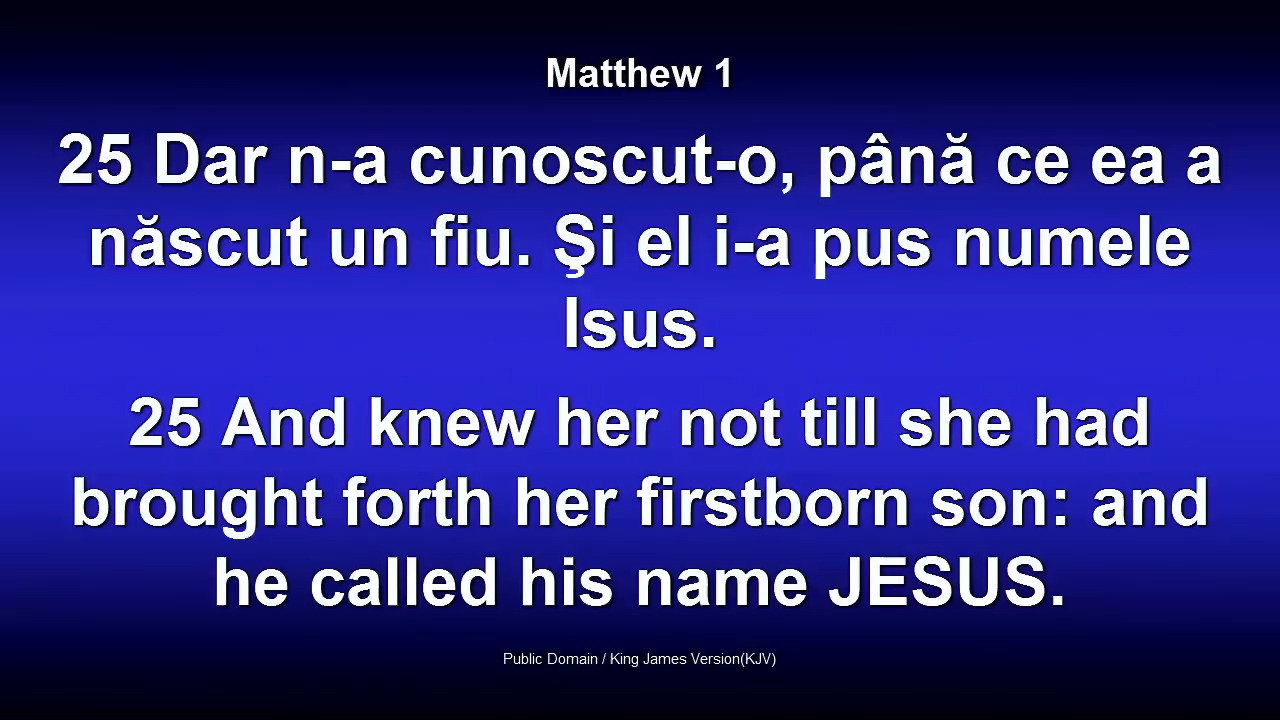 Matthew 1
25 Dar n-a cunoscut-o, până ce ea a
născut un fiu. Şi el i-a pus numele
Isus.
25 And knew her not till she had
brought forth her firstborn son: and
he called his name JESUS.
Public Domain / King James Version(KJV)